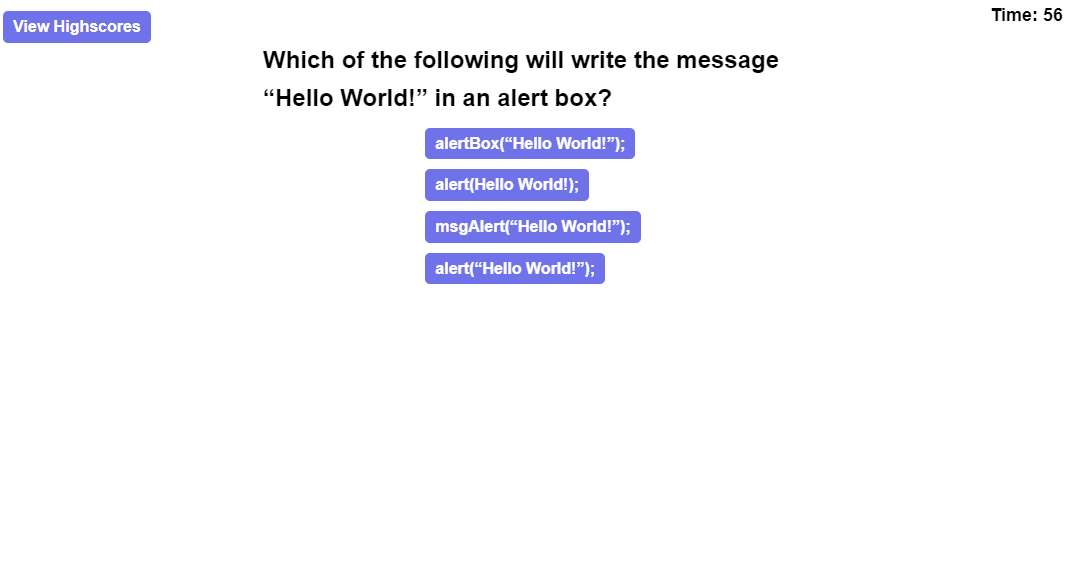 View Highscores
Time: 56
Which of the following will write the message
“Hello World!” in an alert box?
alertBox(“Hello World!”);
alert(Hello World!);
msgAlert(“Hello World!”);
alert(“Hello World!”);